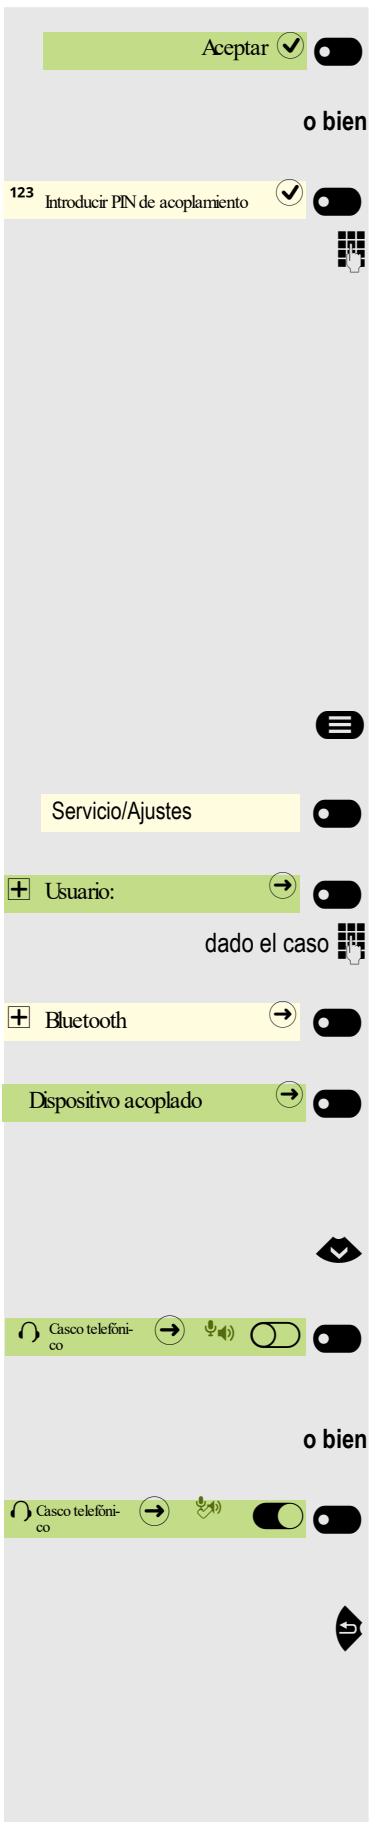 Aceptar
o bien
123 Introducir PIN de acoplamiento
Servicio/Ajustes
Usuario:
dado el caso
Bluetooth
Dispositivo acoplado
Casco telefóni-
co
o bien
Casco telefóni-
co